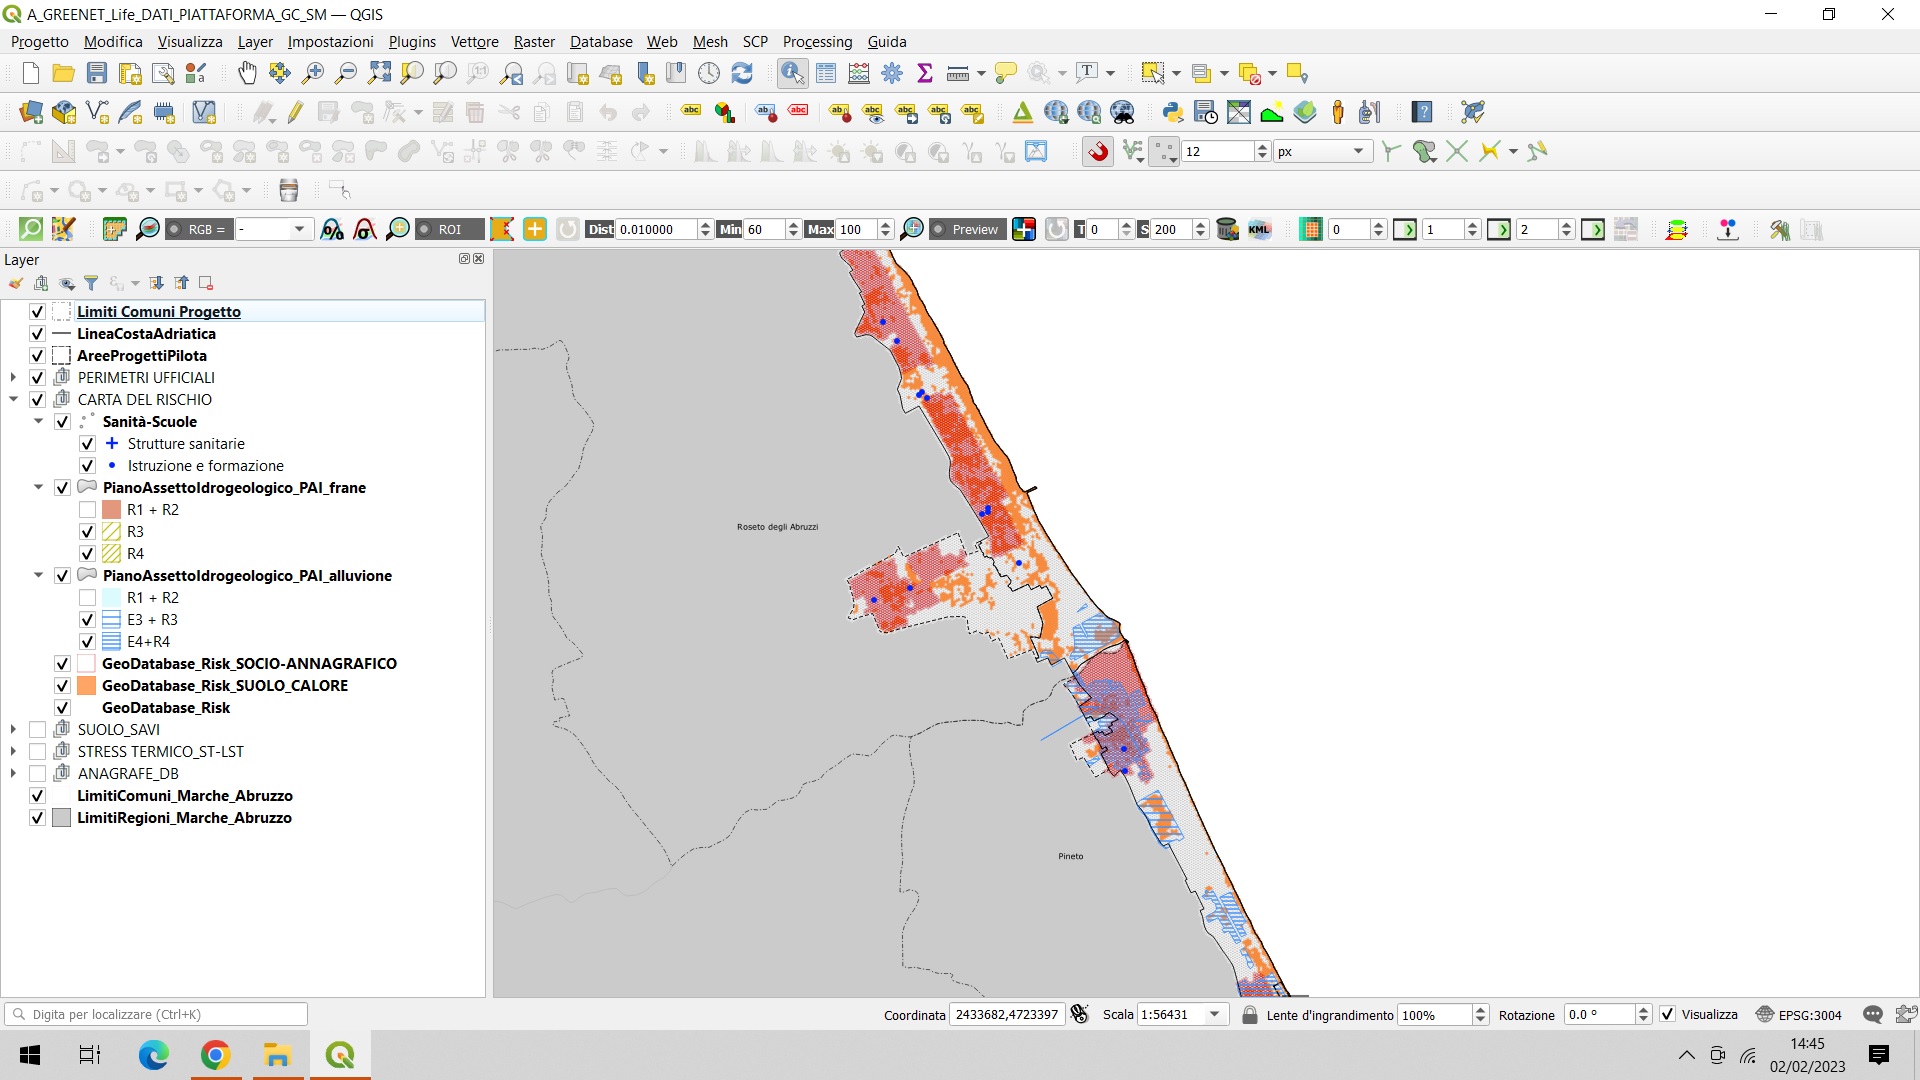 A_GREENET_Life_DATI_PIATTAFORMA_GC_SM — QGIS
Progetto Modifica Visualizza Layer Impostazioni Plugins Vettore Raster Database Web Mesh SCP Processing Guida
12 px
RGB = - ROI Dist 0.010000 Min 60 Max 100 Preview T 0 S 200 KML 0 1 2
Layer
Limiti Comuni Progetto
LineaCostaAdriatica
AreeProgettiPilota
PERIMETRI UFFICIALI
CARTA DEL RISCHIO
Sanità-Scuole
Strutture sanitarie
Istruzione e formazione
PianoAssettoIdrogeologico_PAI_frane
R1 + R2
R3
R4
PianoAssettoIdrogeologico_PAI_alluvione
R1 + R2
E3 + R3
E4+R4
GeoDatabase_Risk_SOCIO-ANNAGRAFICO
GeoDatabase_Risk_SUOLO_CALORE
GeoDatabase_Risk
SUOLO_SAVI
STRESS TERMICO_ST-LST
ANAGRAFE_DB
LimitiComuni_Marche_Abruzzo
LimitiRegioni_Marche_Abruzzo
Roseto degli Abruzzi
Pineto
Digita per localizzare (Ctrl+K)
Coordinata 2433682,4723397 Scala 1:56431 Lente d'ingrandimento 100% Rotazione 0.0 ° Visualizza EPSG:3004
14:45
02/02/2023